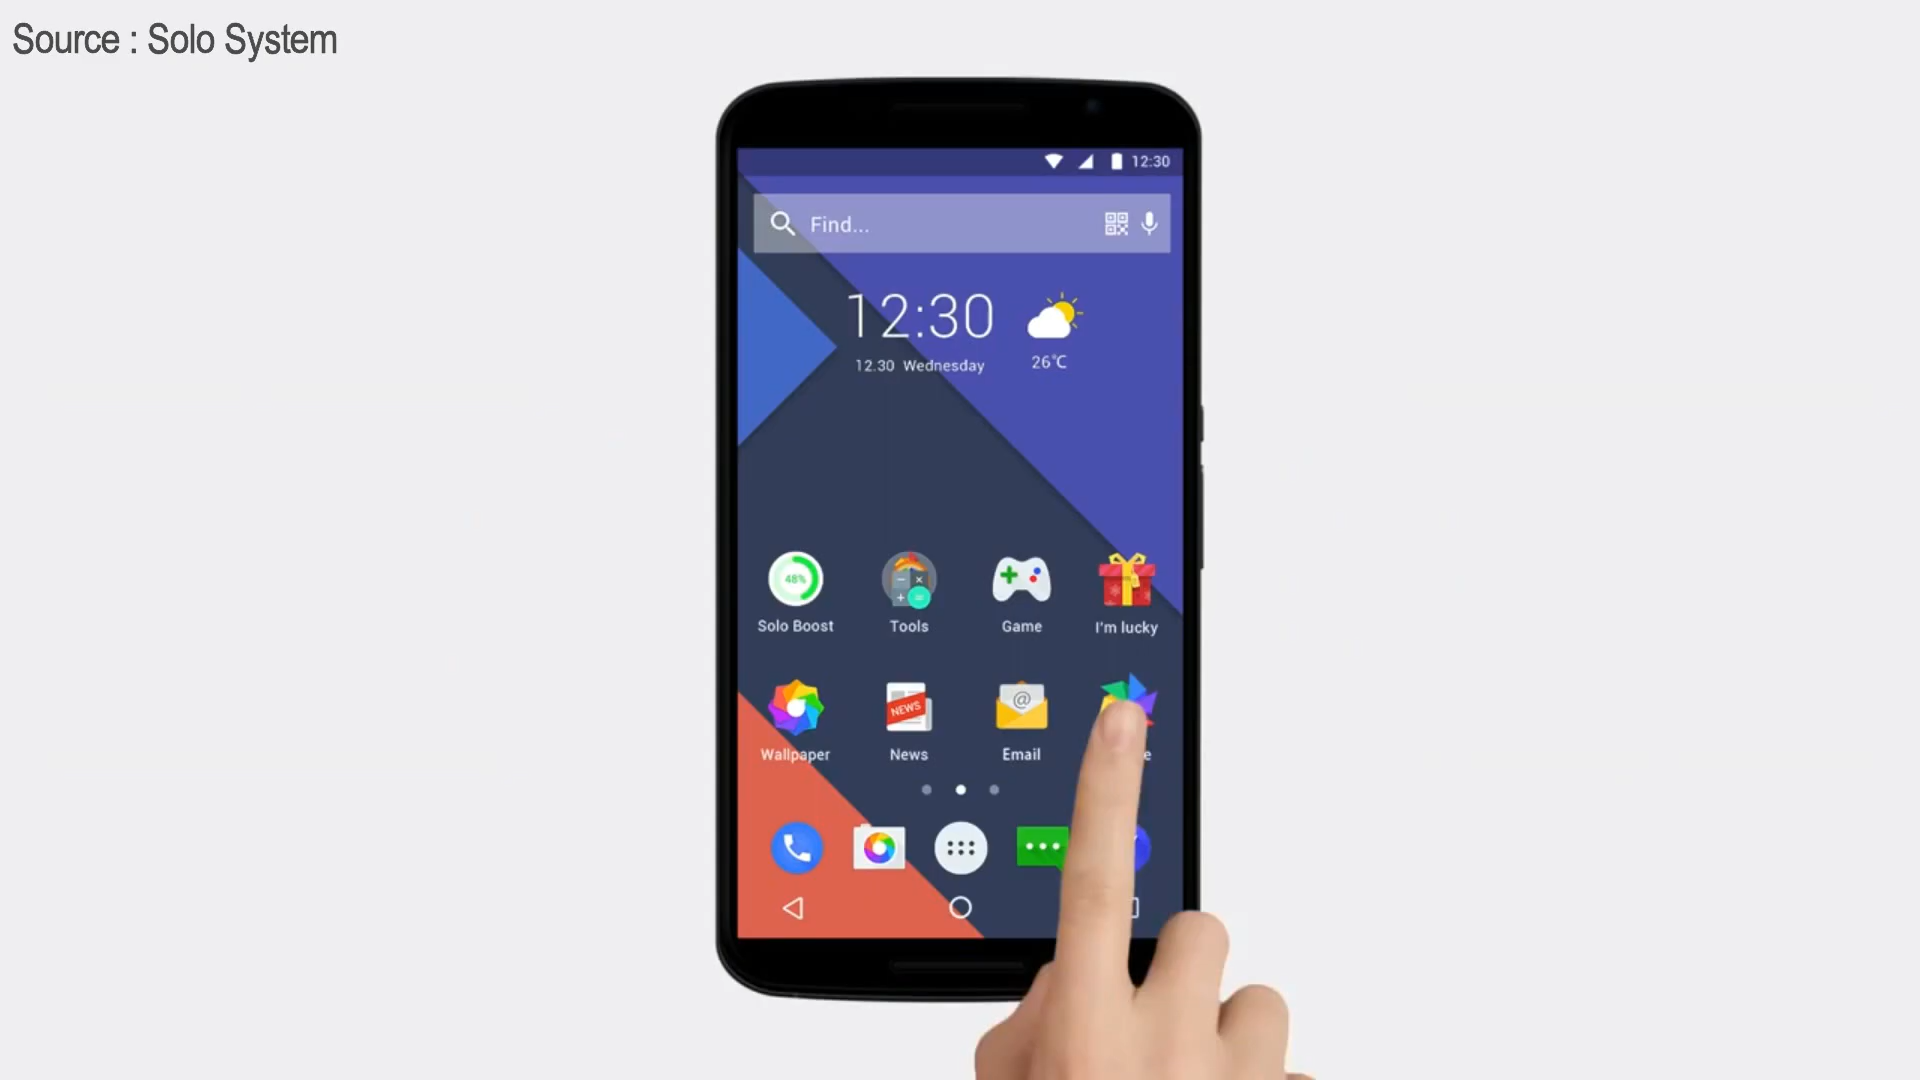 Source : Solo System
12:30
Find...
12:30
12.30 Wednesday
26℃
48%
Solo Boost
Tools
Game
I'm lucky
NEWS
@
Wallpaper
News
Email